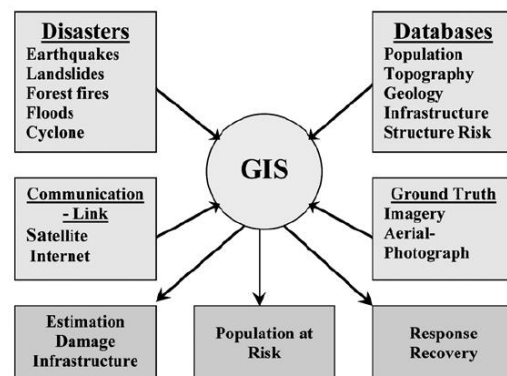 Disasters
Earthquakes
Landslides
Forest fires
Floods
Cyclone
Databases
Population
Topography
Geology
Infrastructure
Structure Risk
GIS
Communication
- Link
Satellite
Internet
Ground Truth
Imagery
Aerial-
Photograph
Estimation
Damage
Infrastructure
Population at
Risk
Response
Recovery